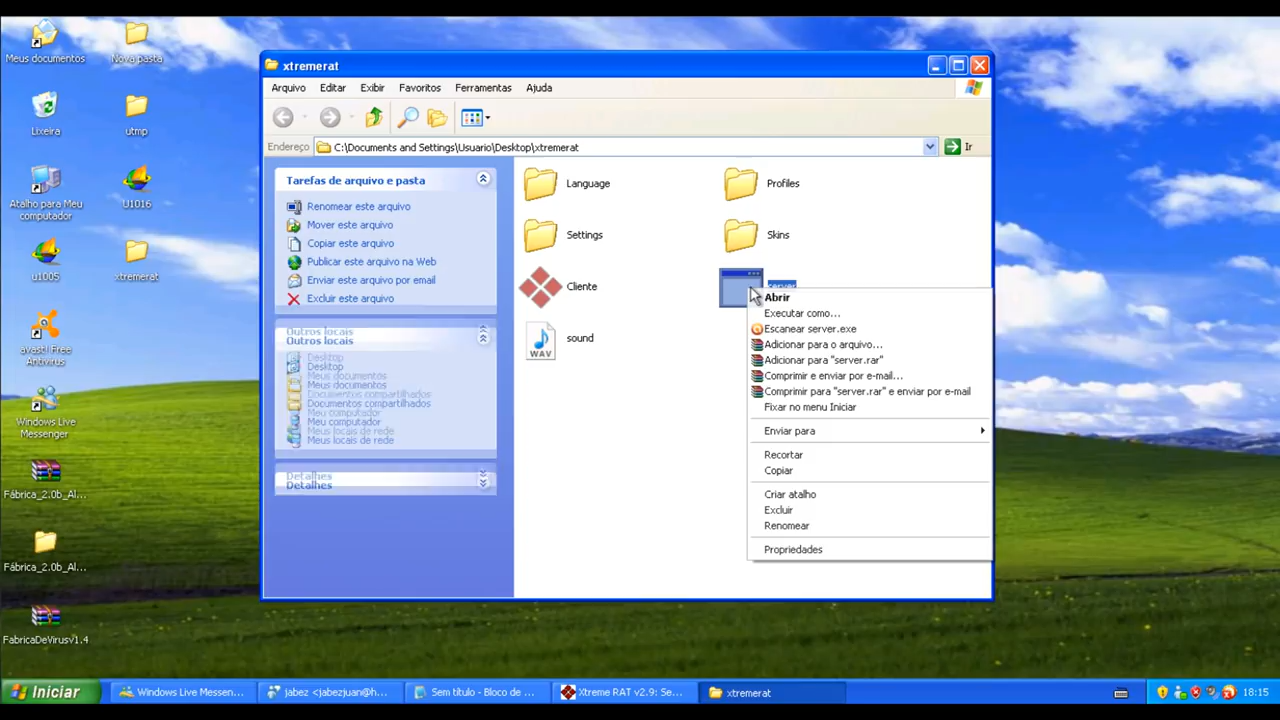 Meus documentos
Nova pasta
Lixeira
utmp
Atalho para Meu
computador
U1016
u1005
xtremerat
avast! Free
Antivirus
Windows Live
Messenger
Fábrica_2.0b_Al...
Fábrica_2.0b_Al...
FabricaDeVirusv1.4
xtremerat
Arquivo Editar Exibir Favoritos Ferramentas Ajuda
Endereço C:\Documents and Settings\Usuario\Desktop\xtremerat Ir
Tarefas de arquivo e pasta
Renomear este arquivo
Mover este arquivo
Copiar este arquivo
Publicar este arquivo na Web
Enviar este arquivo por email
Excluir este arquivo
Outros locais
Outros locais
Desktop
Desktop
Meus documentos
Meus documentos
Documentos compartilhados
Documentos compartilhados
Meu computador
Meu computador
Meus locais de rede
Meus locais de rede
Detalhes
Detalhes
Language
Profiles
Settings
Skins
Cliente
server
sound
WAV
Abrir
Executar como...
Escanear server.exe
Adicionar para o arquivo...
Adicionar para "server.rar"
Comprimir e enviar por e-mail...
Comprimir para "server.rar" e enviar por e-mail
Fixar no menu Iniciar
Enviar para
Recortar
Copiar
Criar atalho
Excluir
Renomear
Propriedades
Iniciar
Windows Live Messen...
jabez <jabezjuan@h...
Sem título - Bloco de ...
Xtreme RAT v2.9: Se...
xtremerat
18:15